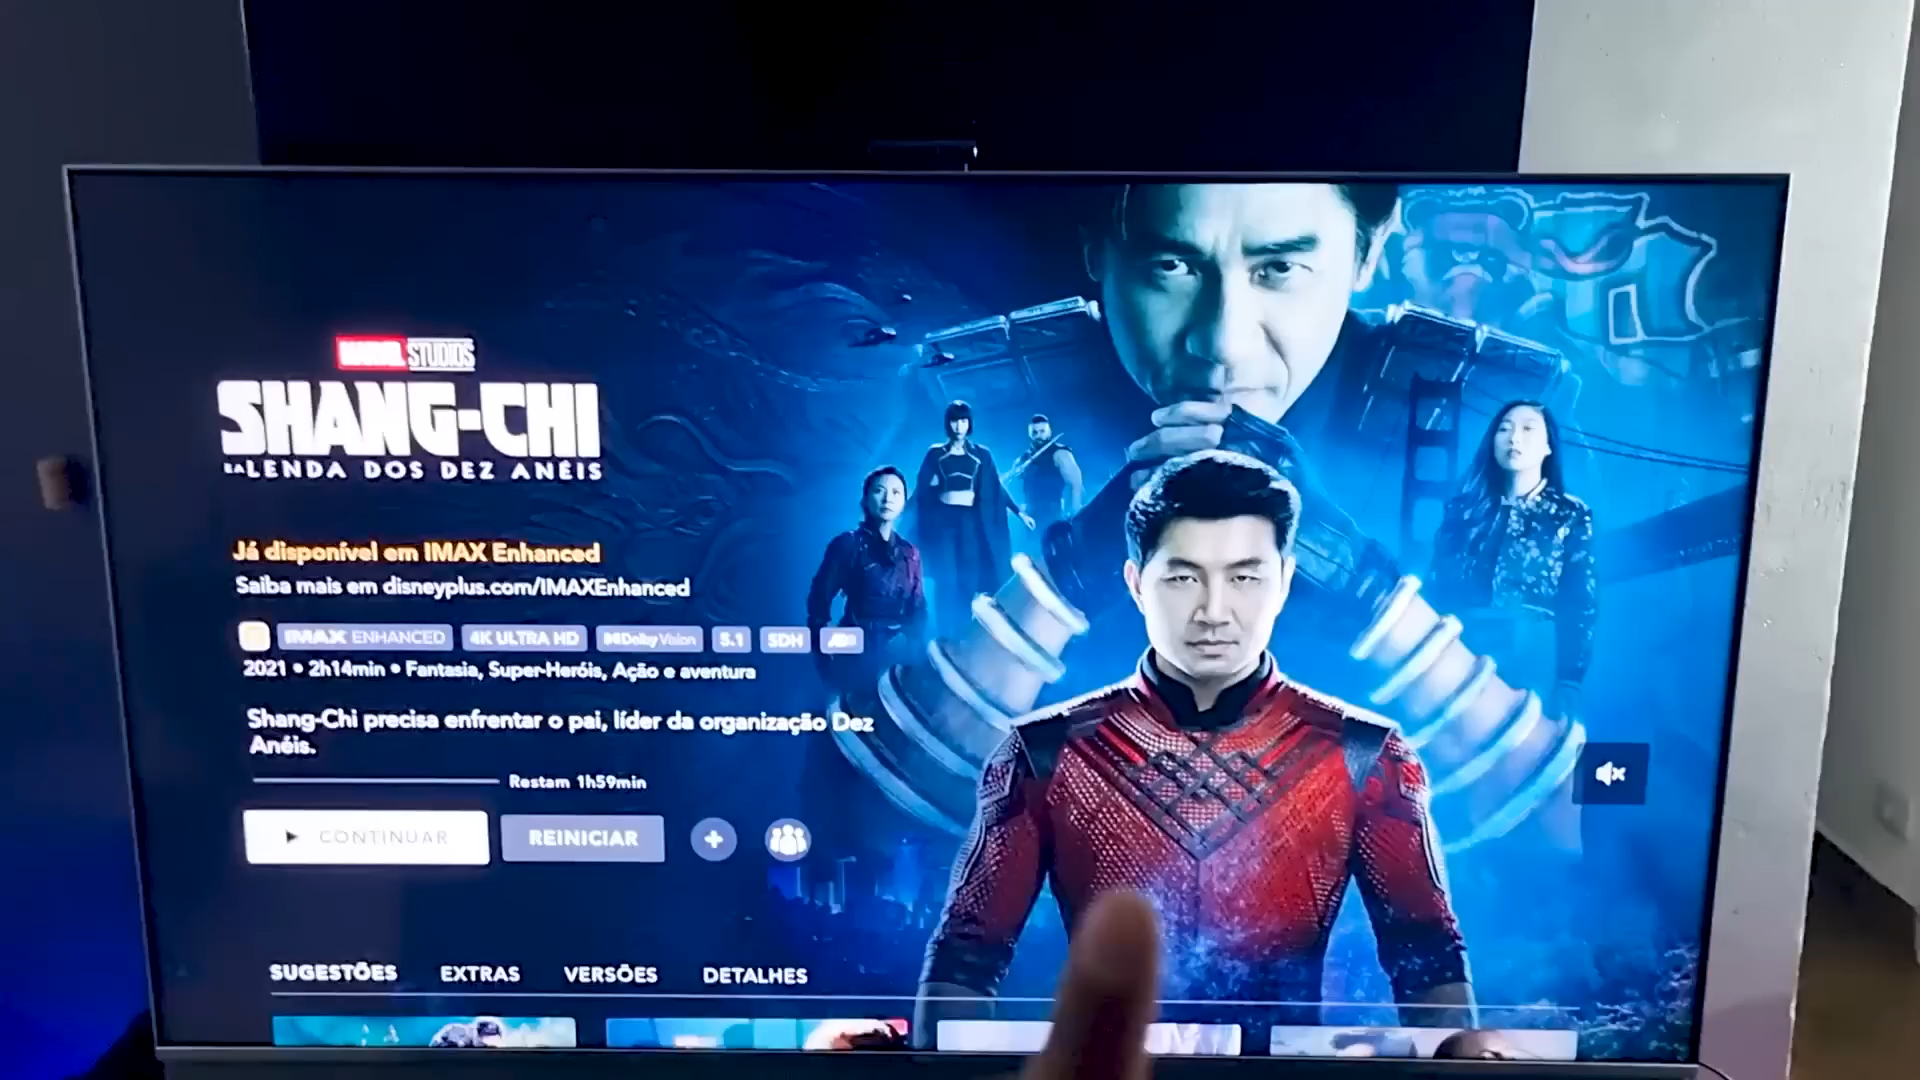 MARVEL STUDIOS
SHANG-CHI
E A LENDA DOS DEZ ANÉIS
Já disponível em IMAX Enhanced
Saiba mais em disneyplus.com/IMAXEnhanced
IMAX ENHANCED 4K ULTRA HD Dolby Vision 5.1 SDH AD
2021 • 2h14min • Fantasia, Super-Heróis, Ação e aventura
Shang-Chi precisa enfrentar o pai, líder da organização Dez
Anéis.
Restam 1h59min
CONTINUAR REINICIAR
SUGESTÕES EXTRAS VERSÕES DETALHES